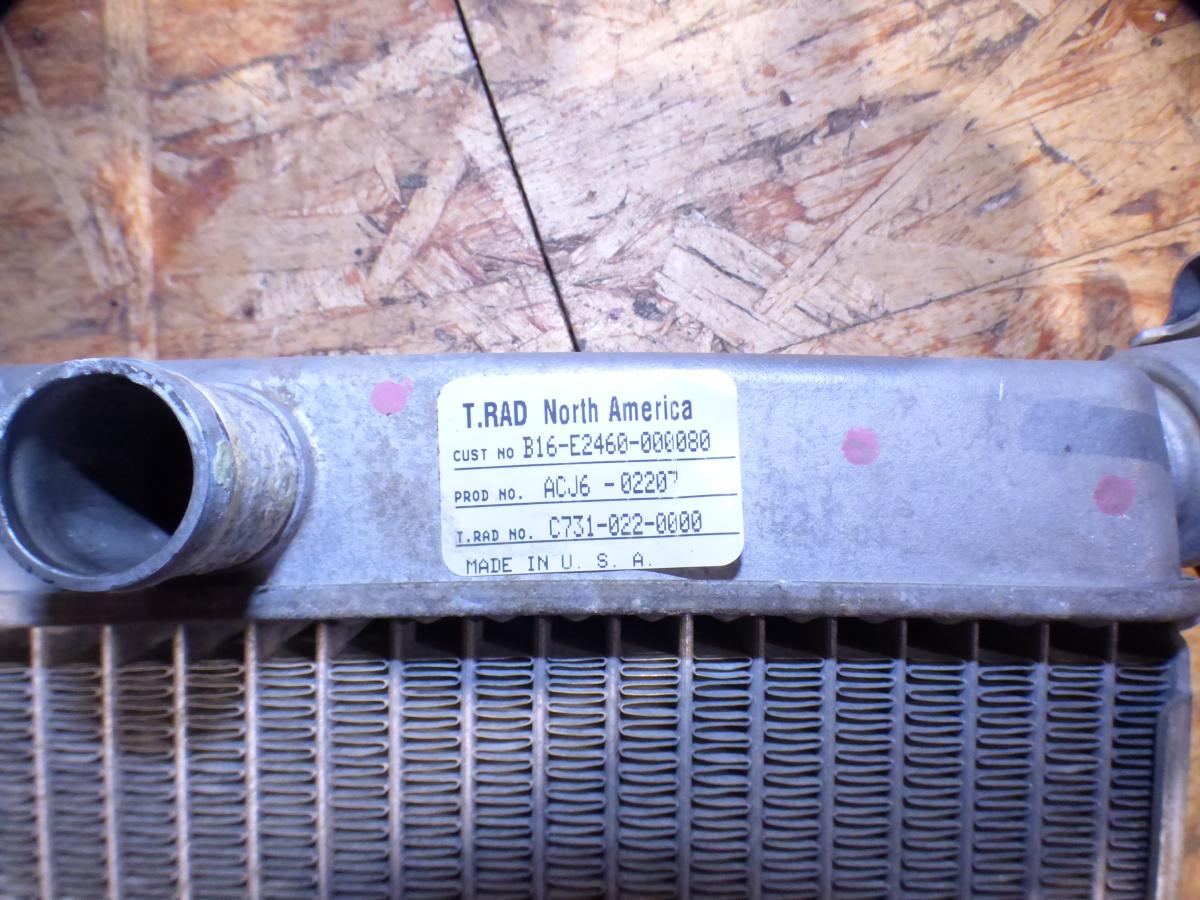 T.RAD North America
CUST NO B16-E2460-000080
PROD NO. ACJ6 -02207
T.RAD NO. C731-022-0000
MADE IN U. S. A.